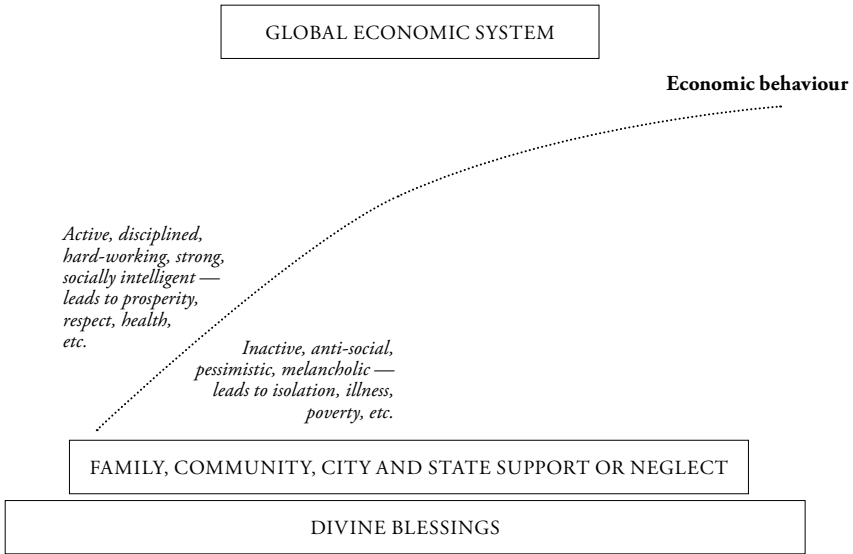 GLOBAL ECONOMIC SYSTEM
Economic behaviour
Active, disciplined,
hard-working, strong,
socially intelligent —
leads to prosperity,
respect, health,
etc.
Inactive, anti-social,
pessimistic, melancholic —
leads to isolation, illness,
poverty, etc.
FAMILY, COMMUNITY, CITY AND STATE SUPPORT OR NEGLECT
DIVINE BLESSINGS